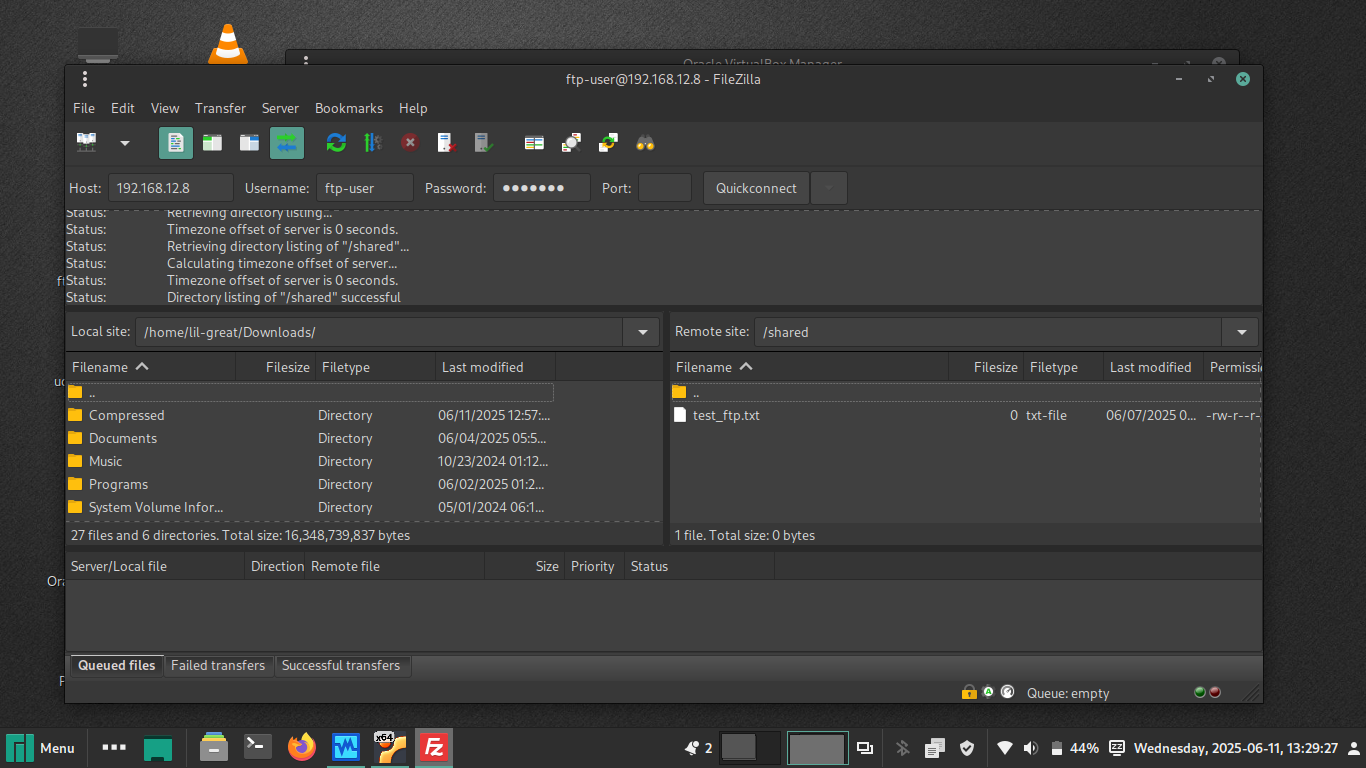 Oracle VirtualBox Manager
ftp-user@192.168.12.8 - FileZilla
File Edit View Transfer Server Bookmarks Help
Host: 192.168.12.8 Username: ftp-user Password: ●●●●●●● Port: Quickconnect
Status: Retrieving directory listing...
Status: Timezone offset of server is 0 seconds.
Status: Retrieving directory listing of "/shared"...
Status: Calculating timezone offset of server...
Status: Timezone offset of server is 0 seconds.
Status: Directory listing of "/shared" successful
Local site: /home/lil-great/Downloads/
Filename Filesize Filetype Last modified
..
Compressed Directory 06/11/2025 12:57:...
Documents Directory 06/04/2025 05:5...
Music Directory 10/23/2024 01:12...
Programs Directory 06/02/2025 01:2...
System Volume Infor... Directory 05/01/2024 06:1...
27 files and 6 directories. Total size: 16,348,739,837 bytes
Remote site: /shared
Filename Filesize Filetype Last modified Permissi
..
test_ftp.txt 0 txt-file 06/07/2025 0... -rw-r--r-
1 file. Total size: 0 bytes
Server/Local file Direction Remote file Size Priority Status
Queued files Failed transfers Successful transfers
Queue: empty
Ora
Menu x64 Fz 2 44% Wednesday, 2025-06-11, 13:29:27